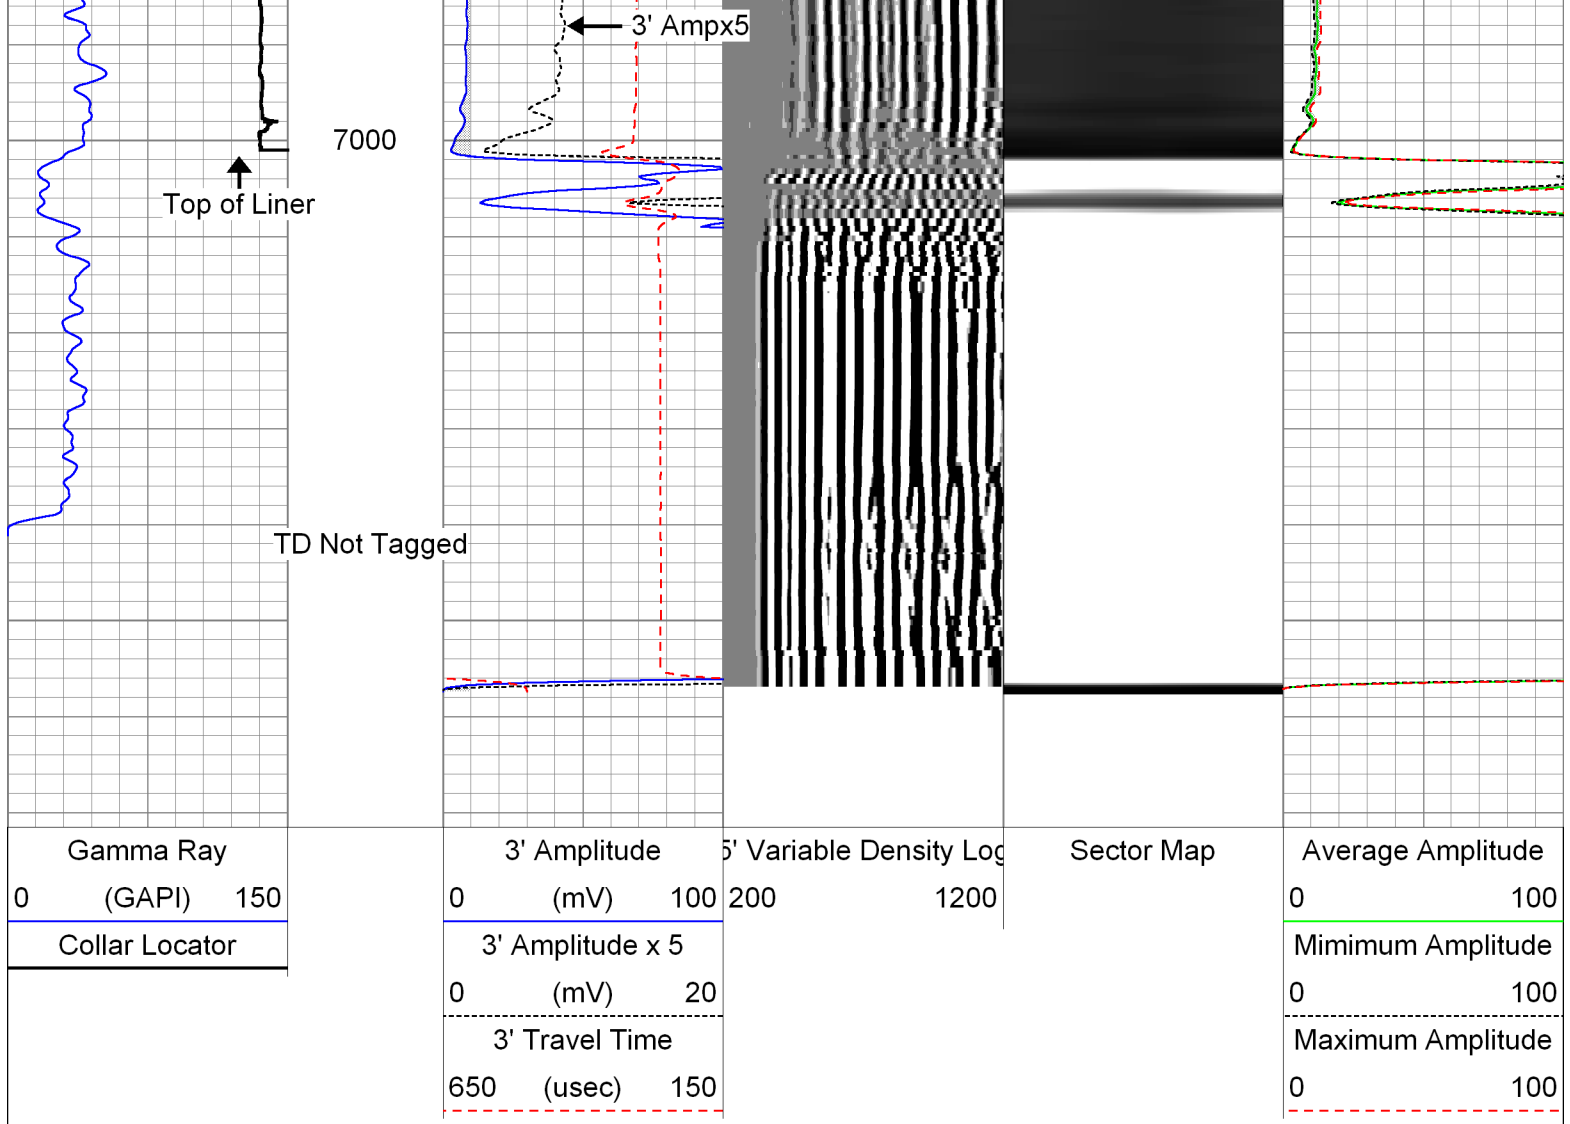 3' Ampx5
7000
Top of Liner
TD Not Tagged
Gamma Ray
0 (GAPI) 150
Collar Locator
3' Amplitude
0 (mV) 100
3' Amplitude x 5
0 (mV) 20
3' Travel Time
650 (usec) 150
5' Variable Density Log
200 1200
Sector Map
Average Amplitude
0 100
Mimimum Amplitude
0 100
Maximum Amplitude
0 100